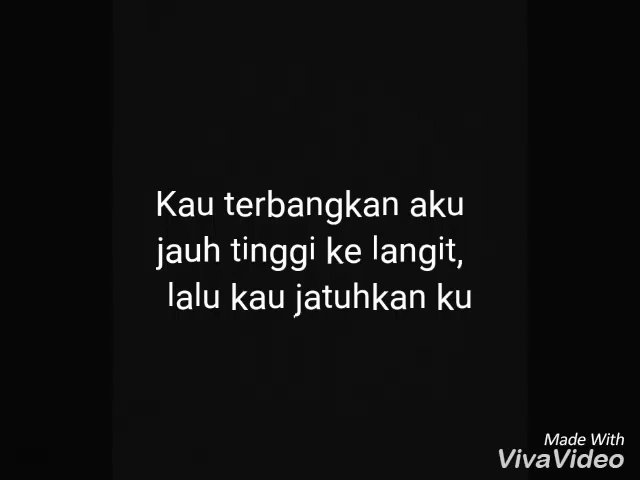 Kau terbangkan aku
jauh tinggi ke langit,
lalu kau jatuhkan ku
Made With
VivaVideo